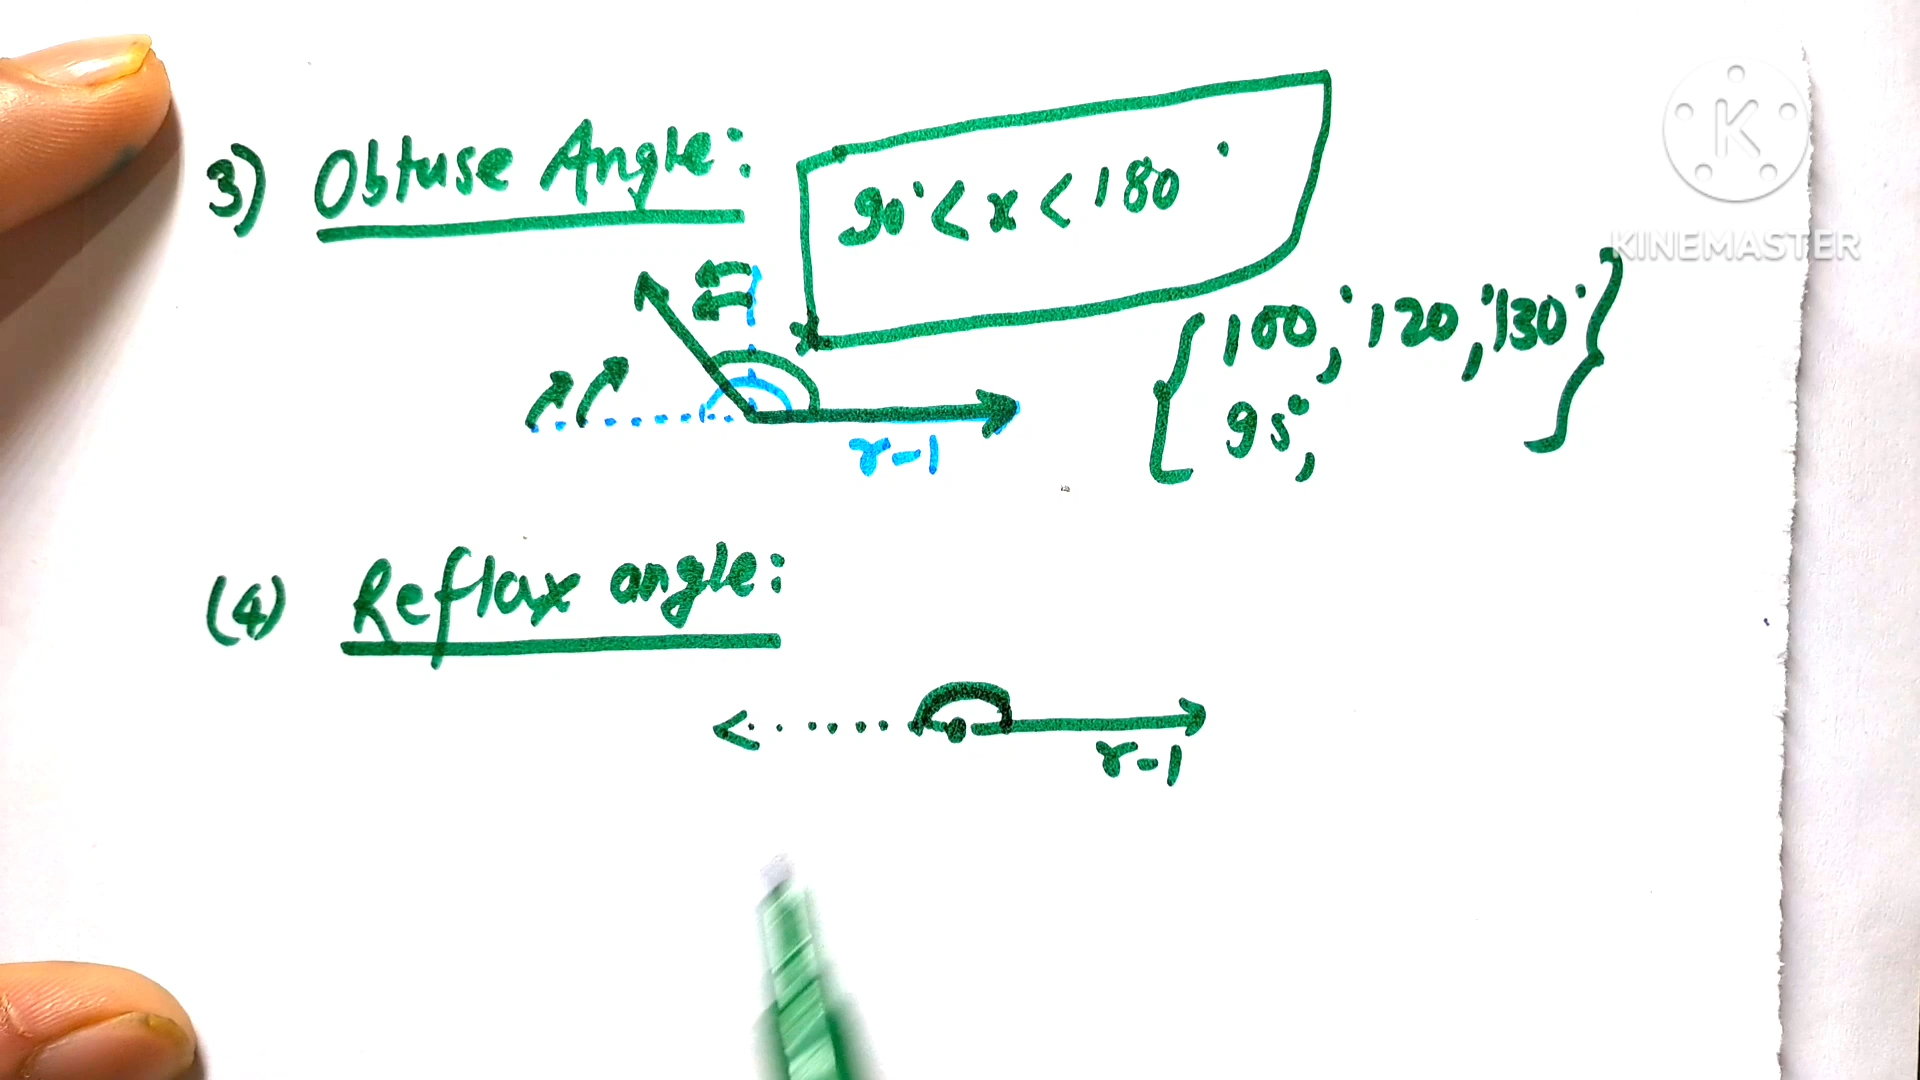 3) Obtuse Angle:
90° < x < 180°
{ 100°, 120°, 130° }
95°,
r-1
(4) Reflax angle:
r-1
K
KINEMASTER